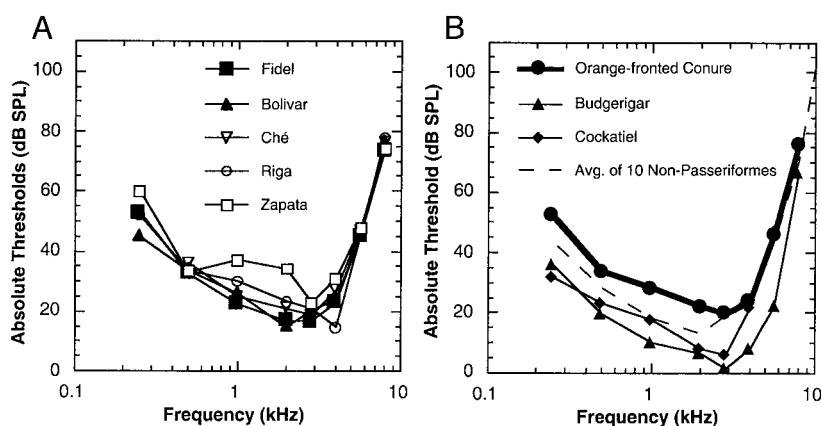 A
Absolute Thresholds (dB SPL)
100
80
60
40
20
0
Fidel
Bolivar
Ché
Riga
Zapata
0.1
1
10
Frequency (kHz)
B
Absolute Threshold (dB SPL)
100
80
60
40
20
0
Orange-fronted Conure
Budgerigar
Cockatiel
Avg. of 10 Non-Passeriformes
0.1
1
10
Frequency (kHz)